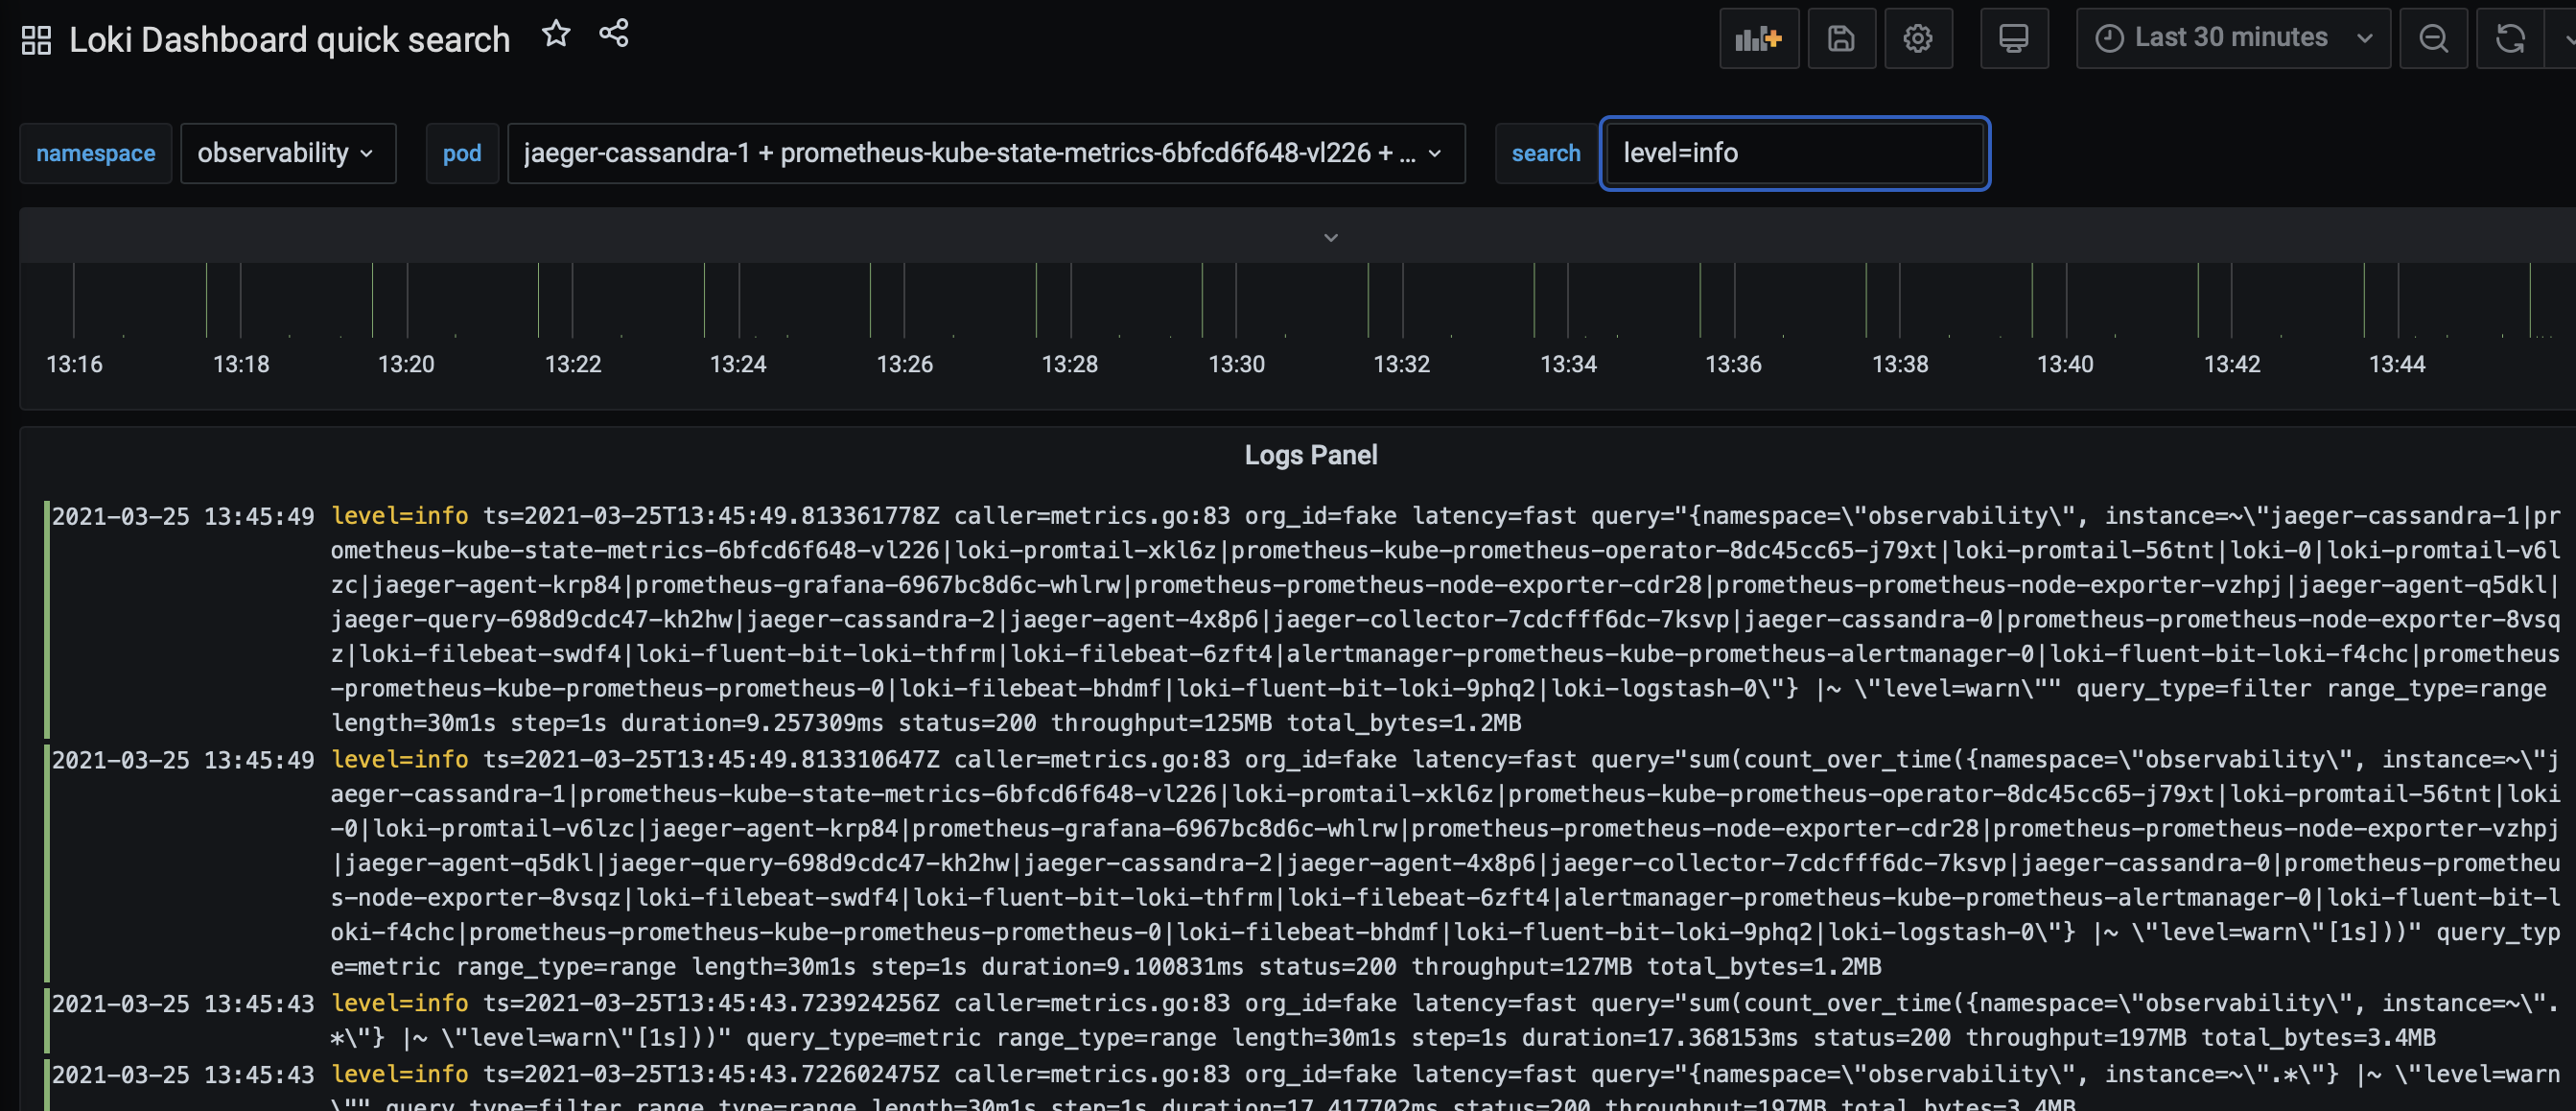 Loki Dashboard quick search
Last 30 minutes
namespace observability pod jaeger-cassandra-1 + prometheus-kube-state-metrics-6bfcd6f648-vl226 + ... search level=info
13:16 13:18 13:20 13:22 13:24 13:26 13:28 13:30 13:32 13:34 13:36 13:38 13:40 13:42 13:44
Logs Panel
2021-03-25 13:45:49 level=info ts=2021-03-25T13:45:49.813361778Z caller=metrics.go:83 org_id=fake latency=fast query="{namespace=\"observability\", instance=~\"jaeger-cassandra-1|pr
ometheus-kube-state-metrics-6bfcd6f648-vl226|loki-promtail-xkl6z|prometheus-kube-prometheus-operator-8dc45cc65-j79xt|loki-promtail-56tnt|loki-0|loki-promtail-v6l
zc|jaeger-agent-krp84|prometheus-grafana-6967bc8d6c-whlrw|prometheus-prometheus-node-exporter-cdr28|prometheus-prometheus-node-exporter-vzhpj|jaeger-agent-q5dkl|
jaeger-query-698d9cdc47-kh2hw|jaeger-cassandra-2|jaeger-agent-4x8p6|jaeger-collector-7cdcfff6dc-7ksvp|jaeger-cassandra-0|prometheus-prometheus-node-exporter-8vsq
z|loki-filebeat-swdf4|loki-fluent-bit-loki-thfrm|loki-filebeat-6zft4|alertmanager-prometheus-kube-prometheus-alertmanager-0|loki-fluent-bit-loki-f4chc|prometheus
-prometheus-kube-prometheus-prometheus-0|loki-filebeat-bhdmf|loki-fluent-bit-loki-9phq2|loki-logstash-0\"} |~ \"level=warn\"" query_type=filter range_type=range
length=30m1s step=1s duration=9.257309ms status=200 throughput=125MB total_bytes=1.2MB
2021-03-25 13:45:49 level=info ts=2021-03-25T13:45:49.813310647Z caller=metrics.go:83 org_id=fake latency=fast query="sum(count_over_time({namespace=\"observability\", instance=~\"j
aeger-cassandra-1|prometheus-kube-state-metrics-6bfcd6f648-vl226|loki-promtail-xkl6z|prometheus-kube-prometheus-operator-8dc45cc65-j79xt|loki-promtail-56tnt|loki
-0|loki-promtail-v6lzc|jaeger-agent-krp84|prometheus-grafana-6967bc8d6c-whlrw|prometheus-prometheus-node-exporter-cdr28|prometheus-prometheus-node-exporter-vzhpj
|jaeger-agent-q5dkl|jaeger-query-698d9cdc47-kh2hw|jaeger-cassandra-2|jaeger-agent-4x8p6|jaeger-collector-7cdcfff6dc-7ksvp|jaeger-cassandra-0|prometheus-prometheu
s-node-exporter-8vsqz|loki-filebeat-swdf4|loki-fluent-bit-loki-thfrm|loki-filebeat-6zft4|alertmanager-prometheus-kube-prometheus-alertmanager-0|loki-fluent-bit-l
oki-f4chc|prometheus-prometheus-kube-prometheus-prometheus-0|loki-filebeat-bhdmf|loki-fluent-bit-loki-9phq2|loki-logstash-0\"} |~ \"level=warn\"[1s]))" query_typ
e=metric range_type=range length=30m1s step=1s duration=9.100831ms status=200 throughput=127MB total_bytes=1.2MB
2021-03-25 13:45:43 level=info ts=2021-03-25T13:45:43.723924256Z caller=metrics.go:83 org_id=fake latency=fast query="sum(count_over_time({namespace=\"observability\", instance=~\".
*\"} |~ \"level=warn\"[1s]))" query_type=metric range_type=range length=30m1s step=1s duration=17.368153ms status=200 throughput=197MB total_bytes=3.4MB
2021-03-25 13:45:43 level=info ts=2021-03-25T13:45:43.722602475Z caller=metrics.go:83 org_id=fake latency=fast query="{namespace=\"observability\", instance=~\".*\"} |~ \"level=warn
\"" query_type=filter range_type=range length=30m1s step=1s duration=17.417702ms status=200 throughput=197MB total_bytes=3.4MB